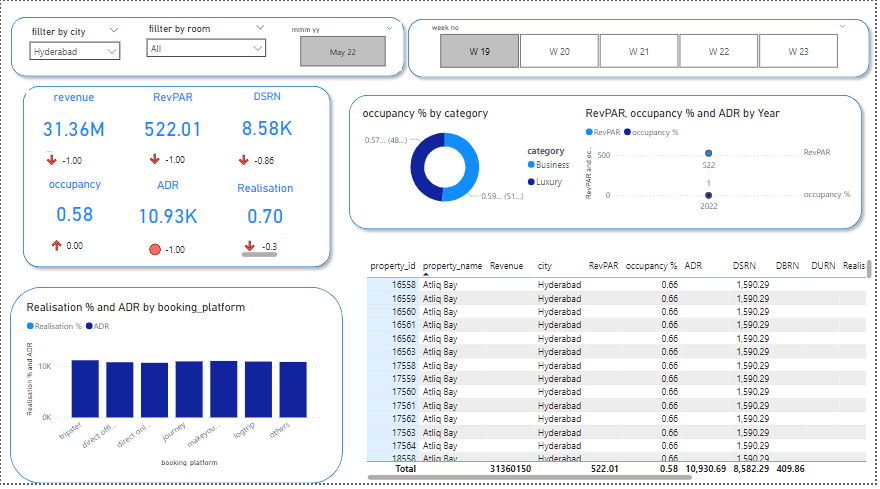 fillter by city
Hyderabad
fillter by room
All
mmm yy
May 22
week no
W 19
W 20
W 21
W 22
W 23
revenue
RevPAR
DSRN
31.36M
522.01
8.58K
-1.00
-1.00
-0.86
occupancy
ADR
Realisation
0.58
10.93K
0.70
0.00
-1.00
-0.3
occupancy % by category
0.57... (48...)
0.59... (51...)
category
Business
Luxury
RevPAR, occupancy % and ADR by Year
RevPAR
occupancy %
RevPAR and oc...
500
0
522
1
2022
RevPAR
occupancy %
Realisation % and ADR by booking_platform
Realisation %
ADR
Realisation % and ADR
10K
0K
tripster
direct offl...
direct onl...
journey
makeyou...
logtrip
others
booking_platform
property_id property_name Revenue city RevPAR occupancy % ADR DSRN DBRN DURN Realis
16558 Atliq Bay Hyderabad 0.66 1,590.29
16559 Atliq Bay Hyderabad 0.66 1,590.29
16560 Atliq Bay Hyderabad 0.66 1,590.29
16561 Atliq Bay Hyderabad 0.66 1,590.29
16562 Atliq Bay Hyderabad 0.66 1,590.29
16563 Atliq Bay Hyderabad 0.66 1,590.29
17558 Atliq Bay Hyderabad 0.66 1,590.29
17559 Atliq Bay Hyderabad 0.66 1,590.29
17560 Atliq Bay Hyderabad 0.66 1,590.29
17561 Atliq Bay Hyderabad 0.66 1,590.29
17562 Atliq Bay Hyderabad 0.66 1,590.29
17563 Atliq Bay Hyderabad 0.66 1,590.29
17564 Atliq Bay Hyderabad 0.66 1,590.29
18558 Atliq Bay Hyderabad 0.66 1,590.29
Total 31360150 522.01 0.58 10,930.69 8,582.29 409.86